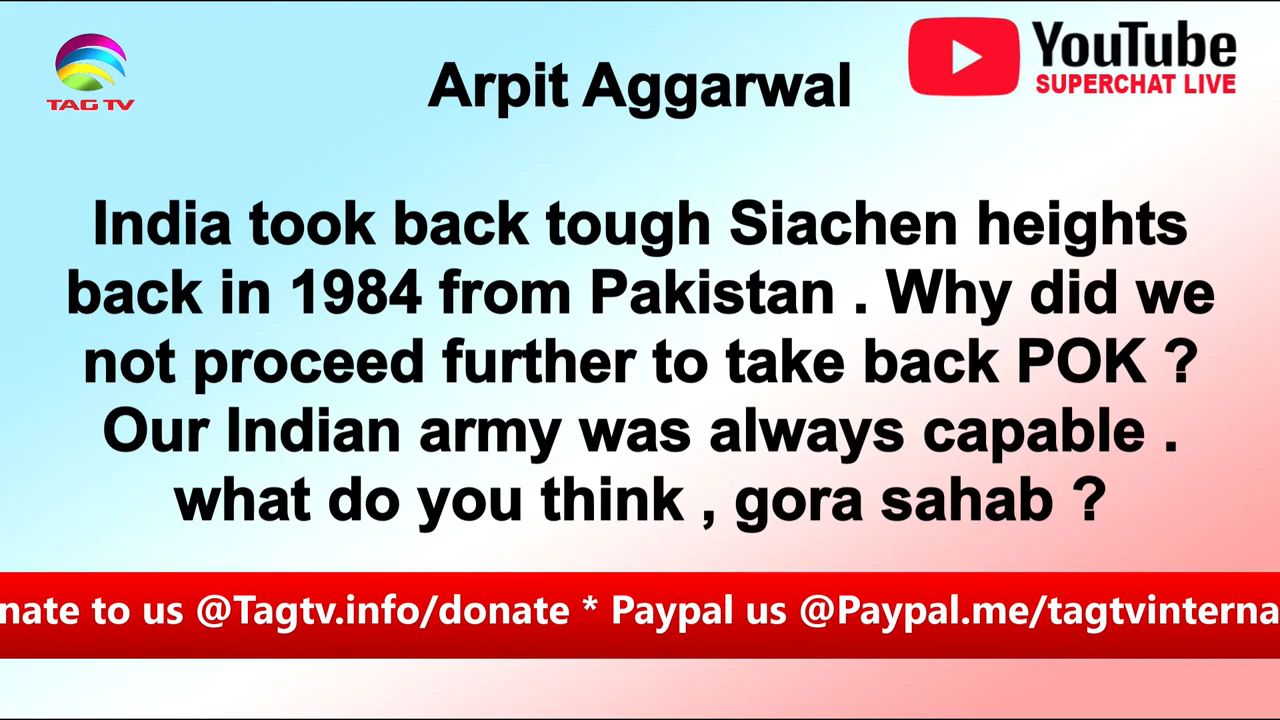 TAG TV
Arpit Aggarwal
YouTube
SUPERCHAT LIVE
India took back tough Siachen heights
back in 1984 from Pakistan . Why did we
not proceed further to take back POK ?
Our Indian army was always capable .
what do you think , gora sahab ?
nate to us @Tagtv.info/donate * Paypal us @Paypal.me/tagtvinterna